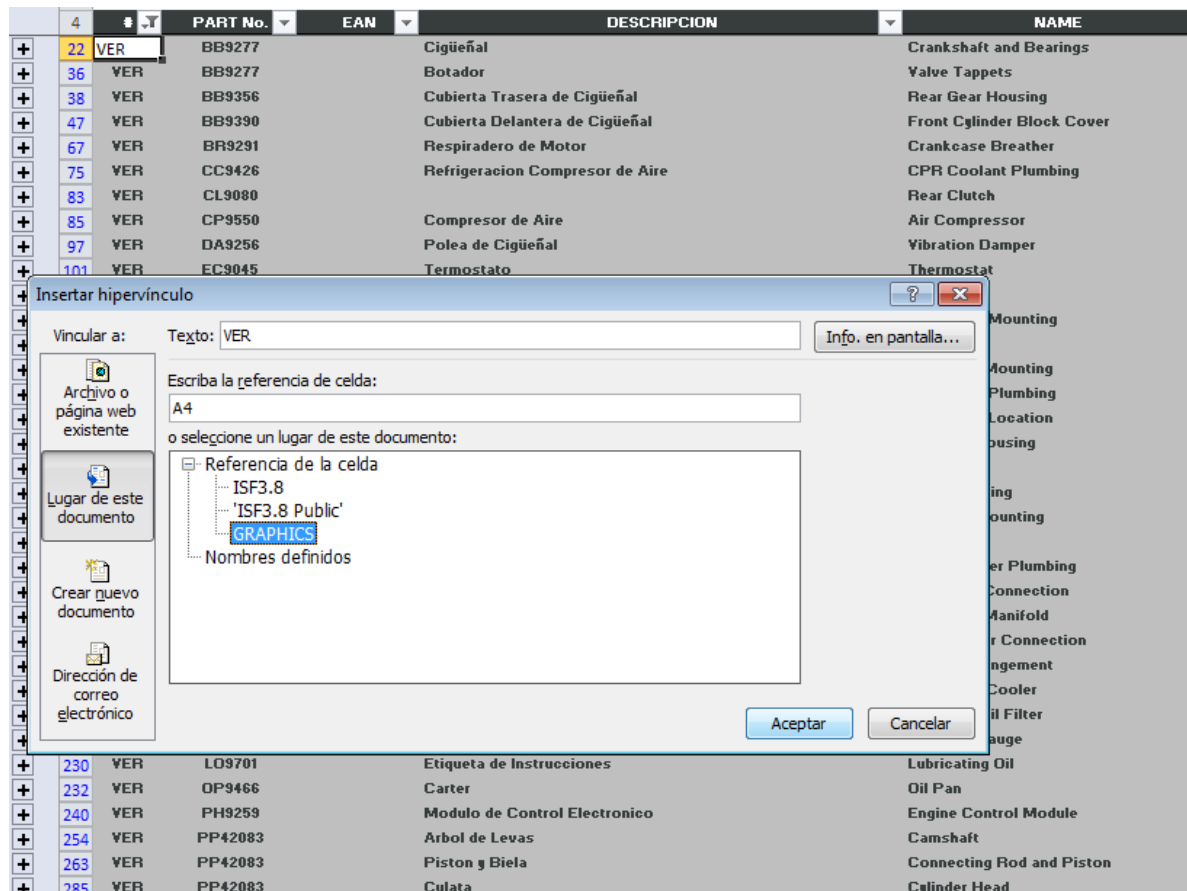 4 # PART No. EAN DESCRIPCION NAME
22 VER BB9277 Cigüeñal Crankshaft and Bearings
36 VER BB9277 Botador Valve Tappets
38 VER BB9356 Cubierta Trasera de Cigüeñal Rear Gear Housing
47 VER BB9390 Cubierta Delantera de Cigüeñal Front Cylinder Block Cover
67 VER BR9291 Respiradero de Motor Crankcase Breather
75 VER CC9426 Refrigeracion Compresor de Aire CPR Coolant Plumbing
83 VER CL9080 Rear Clutch
85 VER CP9550 Compresor de Aire Air Compressor
97 VER DA9256 Polea de Cigüeñal Vibration Damper
101 VER EC9045 Termostato Thermostat
Insertar hipervínculo
Vincular a: Texto: VER Info. en pantalla...
Mounting
Archivo o página web existente
Escriba la referencia de celda:
A4
o seleccione un lugar de este documento:
Mounting
Plumbing
Location
ousing
Lugar de este documento
Referencia de la celda
ISF3.8
'ISF3.8 Public'
GRAPHICS
Nombres definidos
ing
ounting
er Plumbing
Crear nuevo documento
Connection
Manifold
r Connection
ngement
Dirección de correo electrónico
Cooler
il Filter
auge
Aceptar Cancelar
230 VER LO9701 Etiqueta de Instrucciones Lubricating Oil
232 VER OP9466 Carter Oil Pan
240 VER PH9259 Modulo de Control Electronico Engine Control Module
254 VER PP42083 Arbol de Levas Camshaft
263 VER PP42083 Piston y Biela Connecting Rod and Piston
285 VER PP42083 Culata Cylinder Head